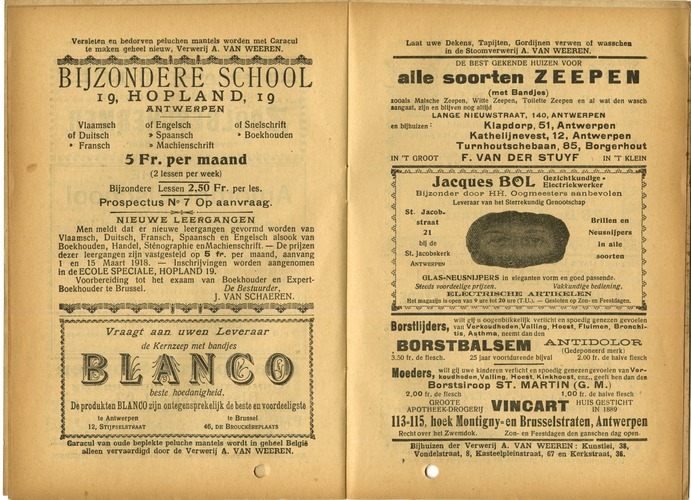 Versleten en bedorven peluchen mantels worden met Caracul
te maken geheel nieuw, Verwerij A. VAN WEEREN.
BIJZONDERE SCHOOL
19, HOPLAND, 19
ANTWERPEN
Vlaamsch of Engelsch of Snelschrift
of Duitsch » Spaansch » Boekhouden
» Fransch » Machienschrift
5 Fr. per maand
(2 lessen per week)
Bijzondere Lessen 2,50 Fr. per les.
Prospectus No 7 Op aanvraag.
NIEUWE LEERGANGEN
Men meldt dat er nieuwe leergangen gevormd worden van
Vlaamsch, Duitsch, Fransch, Spaansch en Engelsch alsook van
Boekhouden, Handel, Sténographie en Machienschrift. — De prijzen
dezer leergangen zijn vastgesteld op 5 fr. per maand, aanvang
1 en 15 Maart 1918. — Inschrijvingen worden aangenomen
in de ECOLE SPECIALE, HOPLAND 19.
Voorbereiding tot het exaam van Boekhouder en Expert-
Boekhouder te Brussel. De Bestuurder,
J. VAN SCHAEREN.
Vraagt aan uwen Leverancier
de Kernzeep met bandjes
BLANCO
beste hoedanigheid.
De produkten BLANCO zijn ontegensprekelijk de beste en voordeeligste
te Antwerpen te Brussel
12, STIJFSELSTRAAT 46, DE BROUCKÈREPLAATS
Caracul van oude beplekte peluche mantels wordt in geheel België
alleen vervaardigd door de Verwerij A. VAN WEEREN.
Laat uwe Dekens, Tapijten, Gordijnen verwen of wasschen
in de Stoomverwerij A. VAN WEEREN.
DE BEST GEKENDE HUIZEN VOOR
alle soorten ZEEPEN
(met Bandjes)
zooals Malsche Zeepen, Witte Zeepen, Toilette Zeepen en al wat den wasch
aangaat, zijn en blijven nog altijd
LANGE NIEUWSTRAAT, 140, ANTWERPEN
en bijhuizen: Klapdorp, 51, Antwerpen
Kathelijnevest, 12, Antwerpen
Turnhoutschebaan, 85, Borgerhout
IN 'T GROOT F. VAN DER STUYF IN 'T KLEIN
Jacques BOL Gezichtkundige -
Electriekwerker
Bijzonder door HH. Oogmeesters aanbevolen
Leveraar van het Sterrekundig Genootschap
St. Jacob-
straat
21
bij de
St. Jacobskerk
ANTWERPEN
Brillen en
Neusnijpers
in alle
soorten
GLAS-NEUSNIJPERS in eleganten vorm en goed passende.
Steeds voordeelige prijzen. Vakkundige bediening.
ELECTRISCHE ARTIKELEN
Het magazijn is open van 9 are tot 20 ure (T.U.). — Gesloten op Zon- en Feestdagen.
Borstlijders, wilt gij u oogenblikkelijk verlicht en spoedig genezen gevoelen
van Verkoudheden, Valling, Hoest, Fluimen, Bronchi-
tis, Asthma, neemt dan den
BORSTBALSEM ANTIDOLOR
(Gedeponeerd merk)
3.50 fr. de flesch. 25 jaar voortdurende bijval 2.00 fr. de halve flesch
Moeders, wilt gij uwe kinderen verlicht en spoedig genezen gevoelen van Ver-
koudheden, Valling, Hoest, Kinkhoest, enz., geeft hen dan den
Borstsiroop ST. MARTIN (G. M.)
2,00 fr. de flesch 1,00 fr. de halve flesch
GROOTE
APOTHEEK-DROGERIJ VINCART HUIS GESTICHT
IN 1889
113-115, hoek Montigny- en Brusselstraten, Antwerpen
Recht over het Zwemdok. Zon- en Feestdagen den ganschen dag open
Bijhuizen der Verwerij A. VAN WEEREN: Kunstlei, 38,
Vondelstraat, 8, Kasteelpleinstraat, 67 en Kerkstraat, 36.